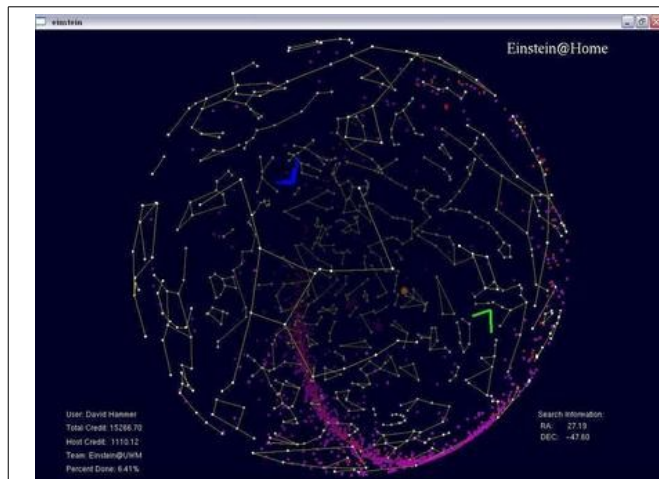 einstein
Einstein@Home
User: David Hammer
Total Credit: 15266.70
Host Credit: 1110.12
Team: Einstein@UWM
Percent Done: 6.41%
Search Information:
RA: 27.19
DEC: -47.60